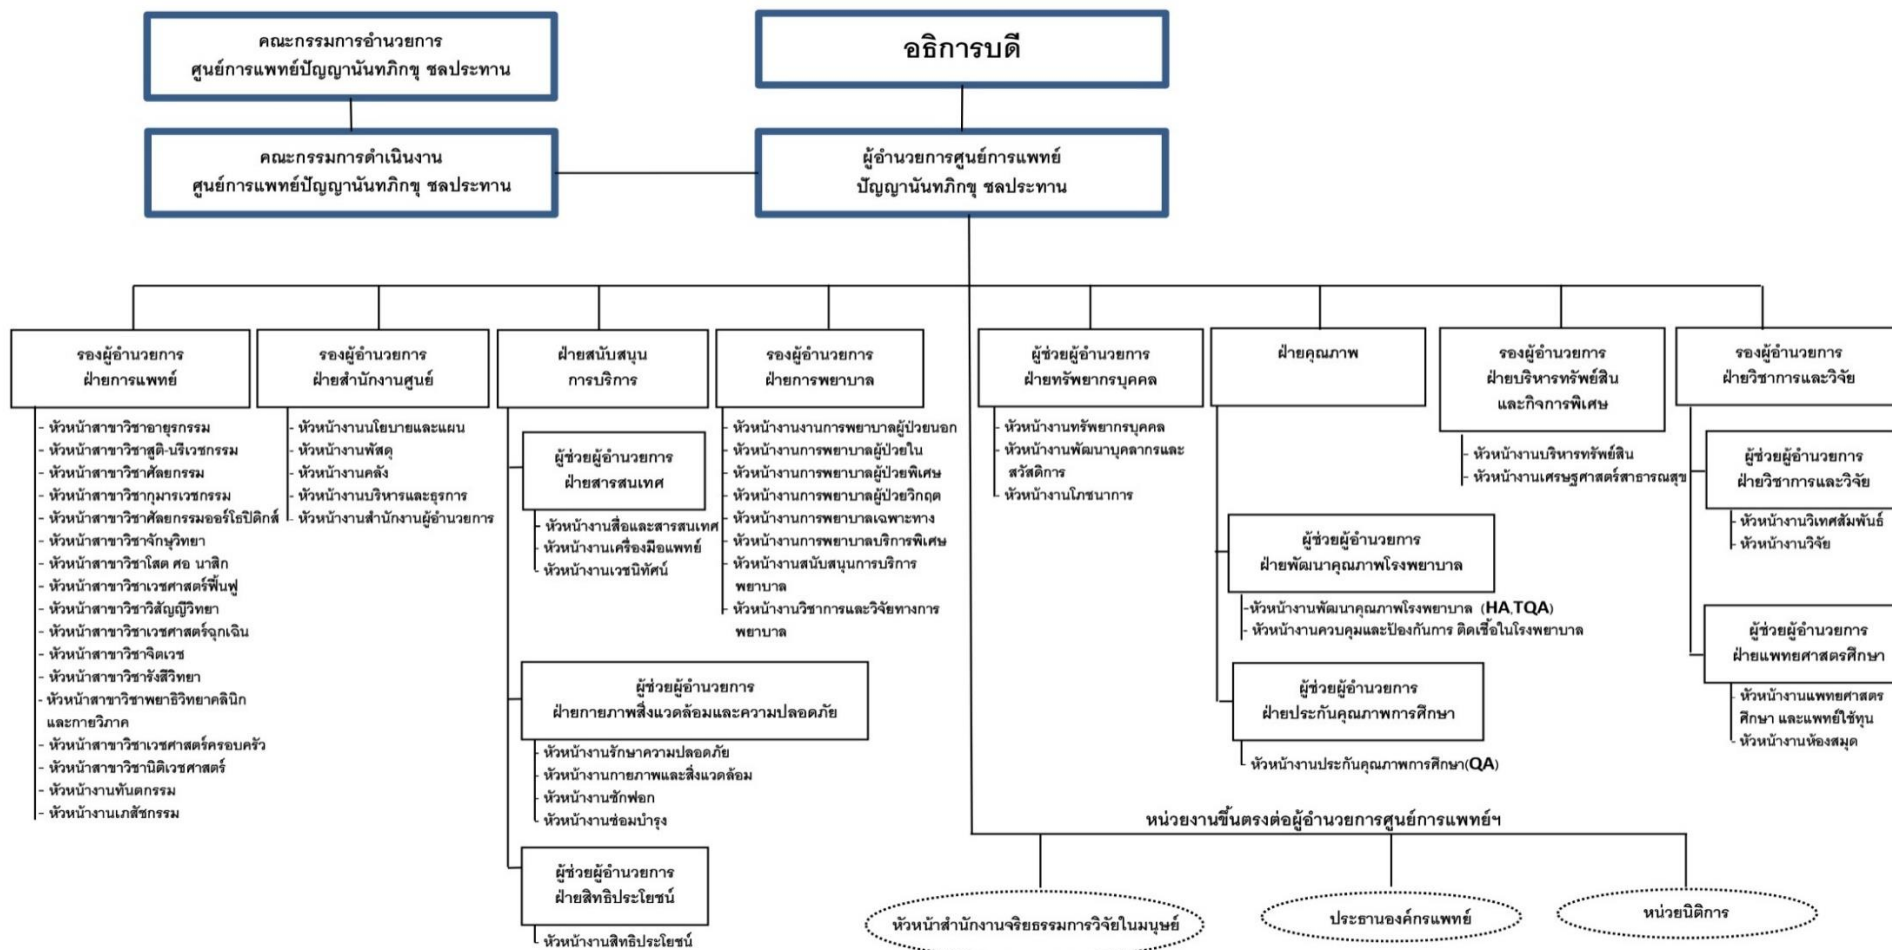 คณะกรรมการอำนวยการ
ศูนย์การแพทย์ปัญญานันทภิกขุ ชลประทาน
อธิการบดี
คณะกรรมการดำเนินงาน
ศูนย์การแพทย์ปัญญานันทภิกขุ ชลประทาน
ผู้อำนวยการศูนย์การแพทย์
ปัญญานันทภิกขุ ชลประทาน
รองผู้อำนวยการ
ฝ่ายการแพทย์
- หัวหน้าสาขาวิชาอายุรกรรม
- หัวหน้าสาขาวิชาสูติ-นรีเวชกรรม
- หัวหน้าสาขาวิชาศัลยกรรม
- หัวหน้าสาขาวิชากุมารเวชกรรม
- หัวหน้าสาขาวิชาศัลยกรรมออร์โธปิดิกส์
- หัวหน้าสาขาวิชาจักษุวิทยา
- หัวหน้าสาขาวิชาโสต ศอ นาสิก
- หัวหน้าสาขาวิชาเวชศาสตร์ฟื้นฟู
- หัวหน้าสาขาวิชาวิสัญญีวิทยา
- หัวหน้าสาขาวิชาเวชศาสตร์ฉุกเฉิน
- หัวหน้าสาขาวิชาจิตเวช
- หัวหน้าสาขาวิชารังสีวิทยา
- หัวหน้าสาขาวิชาพยาธิวิทยาคลินิก
และกายวิภาค
- หัวหน้าสาขาวิชาเวชศาสตร์ครอบครัว
- หัวหน้าสาขาวิชานิติเวชศาสตร์
- หัวหน้างานทันตกรรม
- หัวหน้างานเภสัชกรรม
รองผู้อำนวยการ
ฝ่ายสำนักงานศูนย์
- หัวหน้างานนโยบายและแผน
- หัวหน้างานพัสดุ
- หัวหน้างานคลัง
- หัวหน้างานบริหารและธุรการ
- หัวหน้างานสำนักงานผู้อำนวยการ
ฝ่ายสนับสนุน
การบริการ
ผู้ช่วยผู้อำนวยการ
ฝ่ายสารสนเทศ
- หัวหน้างานสื่อและสารสนเทศ
- หัวหน้างานเครื่องมือแพทย์
- หัวหน้างานเวชนิทัศน์
ผู้ช่วยผู้อำนวยการ
ฝ่ายกายภาพสิ่งแวดล้อมและความปลอดภัย
- หัวหน้างานรักษาความปลอดภัย
- หัวหน้างานกายภาพและสิ่งแวดล้อม
- หัวหน้างานซักฟอก
- หัวหน้างานซ่อมบำรุง
ผู้ช่วยผู้อำนวยการ
ฝ่ายสิทธิประโยชน์
- หัวหน้างานสิทธิประโยชน์
รองผู้อำนวยการ
ฝ่ายการพยาบาล
- หัวหน้างานงานการพยาบาลผู้ป่วยนอก
- หัวหน้างานการพยาบาลผู้ป่วยใน
- หัวหน้างานการพยาบาลผู้ป่วยพิเศษ
- หัวหน้างานการพยาบาลผู้ป่วยวิกฤต
- หัวหน้างานการพยาบาลเฉพาะทาง
- หัวหน้างานการพยาบาลบริการพิเศษ
- หัวหน้างานสนับสนุนการบริการ
พยาบาล
- หัวหน้างานวิชาการและวิจัยทางการ
พยาบาล
ผู้ช่วยผู้อำนวยการ
ฝ่ายทรัพยากรบุคคล
- หัวหน้างานทรัพยากรบุคคล
- หัวหน้างานพัฒนาบุคลากรและ
สวัสดิการ
- หัวหน้างานโภชนาการ
ฝ่ายคุณภาพ
ผู้ช่วยผู้อำนวยการ
ฝ่ายพัฒนาคุณภาพโรงพยาบาล
-หัวหน้างานพัฒนาคุณภาพโรงพยาบาล (HA,TQA)
- หัวหน้างานควบคุมและป้องกันการ ติดเชื้อในโรงพยาบาล
ผู้ช่วยผู้อำนวยการ
ฝ่ายประกันคุณภาพการศึกษา
- หัวหน้างานประกันคุณภาพการศึกษา(QA)
รองผู้อำนวยการ
ฝ่ายบริหารทรัพย์สิน
และกิจการพิเศษ
- หัวหน้างานบริหารทรัพย์สิน
- หัวหน้างานเศรษฐศาสตร์สาธารณสุข
รองผู้อำนวยการ
ฝ่ายวิชาการและวิจัย
ผู้ช่วยผู้อำนวยการ
ฝ่ายวิชาการและวิจัย
- หัวหน้างานวิเทศสัมพันธ์
- หัวหน้างานวิจัย
ผู้ช่วยผู้อำนวยการ
ฝ่ายแพทยศาสตรศึกษา
- หัวหน้างานแพทยศาสตร
ศึกษา และแพทย์ใช้ทุน
- หัวหน้างานห้องสมุด
หน่วยงานขึ้นตรงต่อผู้อำนวยการศูนย์การแพทย์ฯ
หัวหน้าสำนักงานจริยธรรมการวิจัยในมนุษย์
ประธานองค์กรแพทย์
หน่วยนิติการ